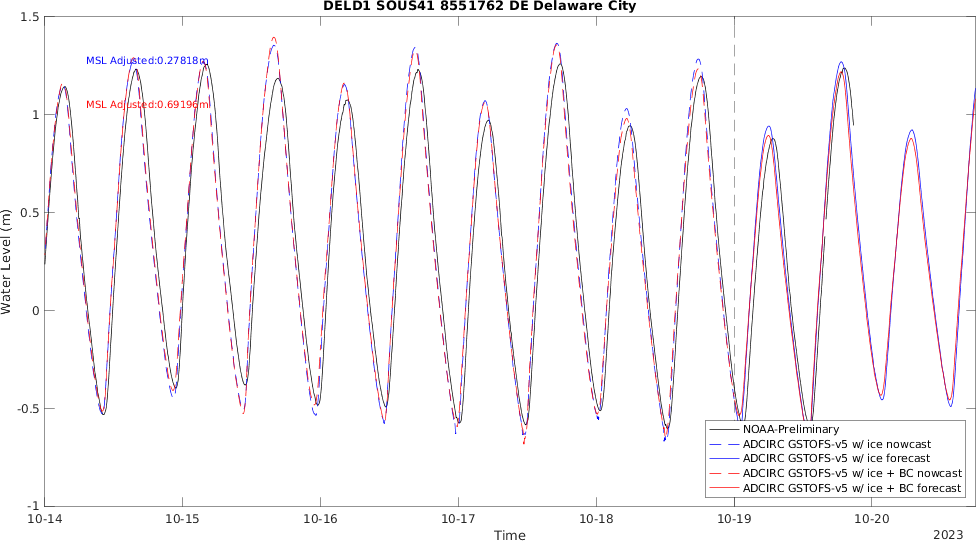 DELD1 SOUS41 8551762 DE Delaware City
1.5
MSL Adjusted:0.27818m
MSL Adjusted:0.69196m
1
0.5
Water Level (m)
0
-0.5
NOAA-Preliminary
ADCIRC GSTOFS-v5 w/ ice nowcast
ADCIRC GSTOFS-v5 w/ ice forecast
ADCIRC GSTOFS-v5 w/ ice + BC nowcast
ADCIRC GSTOFS-v5 w/ ice + BC forecast
-1
10-14 10-15 10-16 10-17 10-18 10-19 10-20
Time
2023